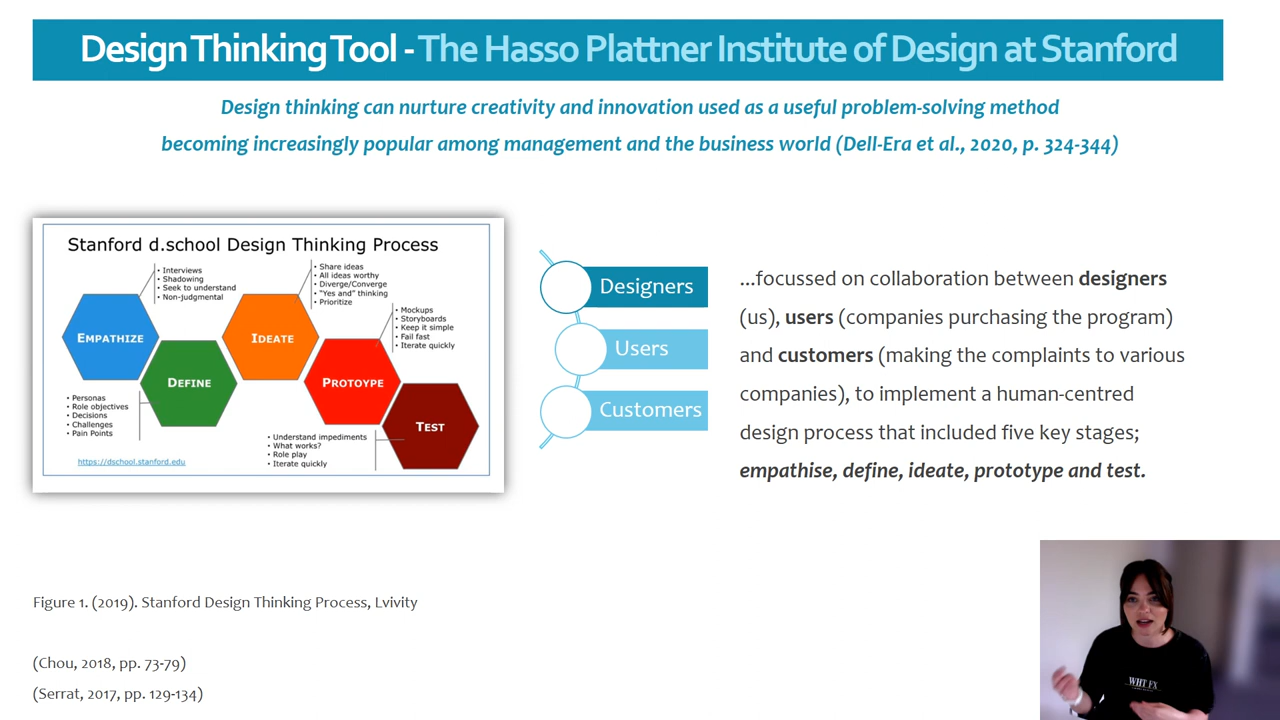 Design Thinking Tool - The Hasso Plattner Institute of Design at Stanford
Design thinking can nurture creativity and innovation used as a useful problem-solving method
becoming increasingly popular among management and the business world (Dell-Era et al., 2020, p. 324-344)
Stanford d.school Design Thinking Process
• Interviews
• Shadowing
• Seek to understand
• Non-judgmental
• Share ideas
• All ideas worthy
• Diverge/Converge
• "Yes and" thinking
• Prioritize
• Mockups
• Storyboards
• Keep it simple
• Fail fast
• Iterate quickly
EMPATHIZE
IDEATE
DEFINE
PROTOYPE
TEST
• Personas
• Role objectives
• Decisions
• Challenges
• Pain Points
• Understand impediments
• What works?
• Role play
• Iterate quickly
https://dschool.stanford.edu
Designers
Users
Customers
...focussed on collaboration between designers
(us), users (companies purchasing the program)
and customers (making the complaints to various
companies), to implement a human-centred
design process that included five key stages;
empathise, define, ideate, prototype and test.
Figure 1. (2019). Stanford Design Thinking Process, Lvivity
(Chou, 2018, pp. 73-79)
(Serrat, 2017, pp. 129-134)
WHT FX